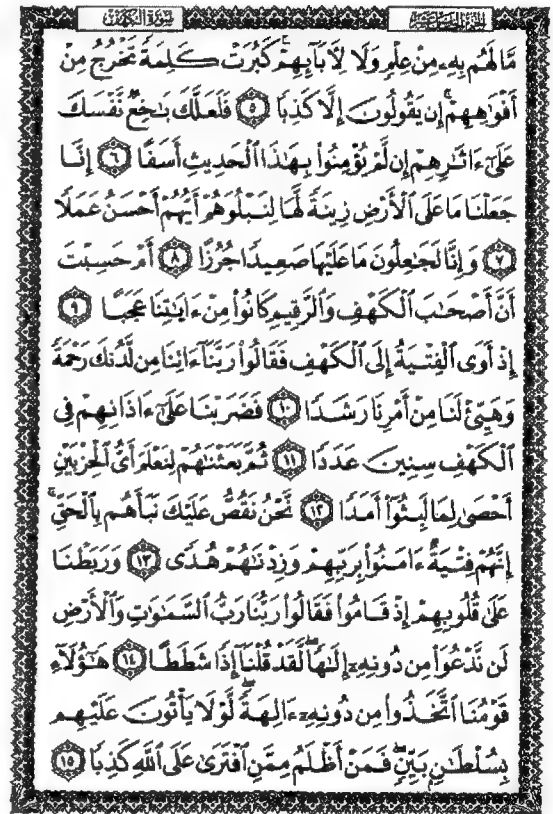 سورة الكهف
الجزء الخامس عشر
مَّا لَهُم بِهِۦ مِنْ عِلْمٍ وَلَا لِـَٔابَآئِهِمْ ۚ كَبُرَتْ كَلِمَةً تَخْرُجُ مِنْ
أَفْوَٰهِهِمْ ۚ إِن يَقُولُونَ إِلَّا كَذِبًا ٥ فَلَعَلَّكَ بَـٰخِعٌ نَّفْسَكَ
عَلَىٰٓ ءَاثَـٰرِهِمْ إِن لَّمْ يُؤْمِنُوا۟ بِهَـٰذَا ٱلْحَدِيثِ أَسَفًا ٦ إِنَّا
جَعَلْنَا مَا عَلَى ٱلْأَرْضِ زِينَةً لَّهَا لِنَبْلُوَهُمْ أَيُّهُمْ أَحْسَنُ عَمَلًا
٧ وَإِنَّا لَجَـٰعِلُونَ مَا عَلَيْهَا صَعِيدًا جُرُزًا ٨ أَمْ حَسِبْتَ
أَنَّ أَصْحَـٰبَ ٱلْكَهْفِ وَٱلرَّقِيمِ كَانُوا۟ مِنْ ءَايَـٰتِنَا عَجَبًا ٩
إِذْ أَوَى ٱلْفِتْيَةُ إِلَى ٱلْكَهْفِ فَقَالُوا۟ رَبَّنَآ ءَاتِنَا مِن لَّدُنكَ رَحْمَةً
وَهَيِّئْ لَنَا مِنْ أَمْرِنَا رَشَدًا ١٠ فَضَرَبْنَا عَلَىٰٓ ءَاذَانِهِمْ فِى
ٱلْكَهْفِ سِنِينَ عَدَدًا ١١ ثُمَّ بَعَثْنَـٰهُمْ لِنَعْلَمَ أَىُّ ٱلْحِزْبَيْنِ
أَحْصَىٰ لِمَا لَبِثُوٓا۟ أَمَدًا ١٢ نَّحْنُ نَقُصُّ عَلَيْكَ نَبَأَهُم بِٱلْحَقِّ ۚ
إِنَّهُمْ فِتْيَةٌ ءَامَنُوا۟ بِرَبِّهِمْ وَزِدْنَـٰهُمْ هُدًى ١٣ وَرَبَطْنَا
عَلَىٰ قُلُوبِهِمْ إِذْ قَامُوا۟ فَقَالُوا۟ رَبُّنَا رَبُّ ٱلسَّمَـٰوَٰتِ وَٱلْأَرْضِ
لَن نَّدْعُوَا۟ مِن دُونِهِۦٓ إِلَـٰهًا ۖ لَّقَدْ قُلْنَآ إِذًا شَطَطًا ١٤ هَـٰٓؤُلَآءِ
قَوْمُنَا ٱتَّخَذُوا۟ مِن دُونِهِۦٓ ءَالِهَةً ۖ لَّوْلَا يَأْتُونَ عَلَيْهِم
بِسُلْطَـٰنٍۭ بَيِّنٍ ۖ فَمَنْ أَظْلَمُ مِمَّنِ ٱفْتَرَىٰ عَلَى ٱللَّهِ كَذِبًا ١٥